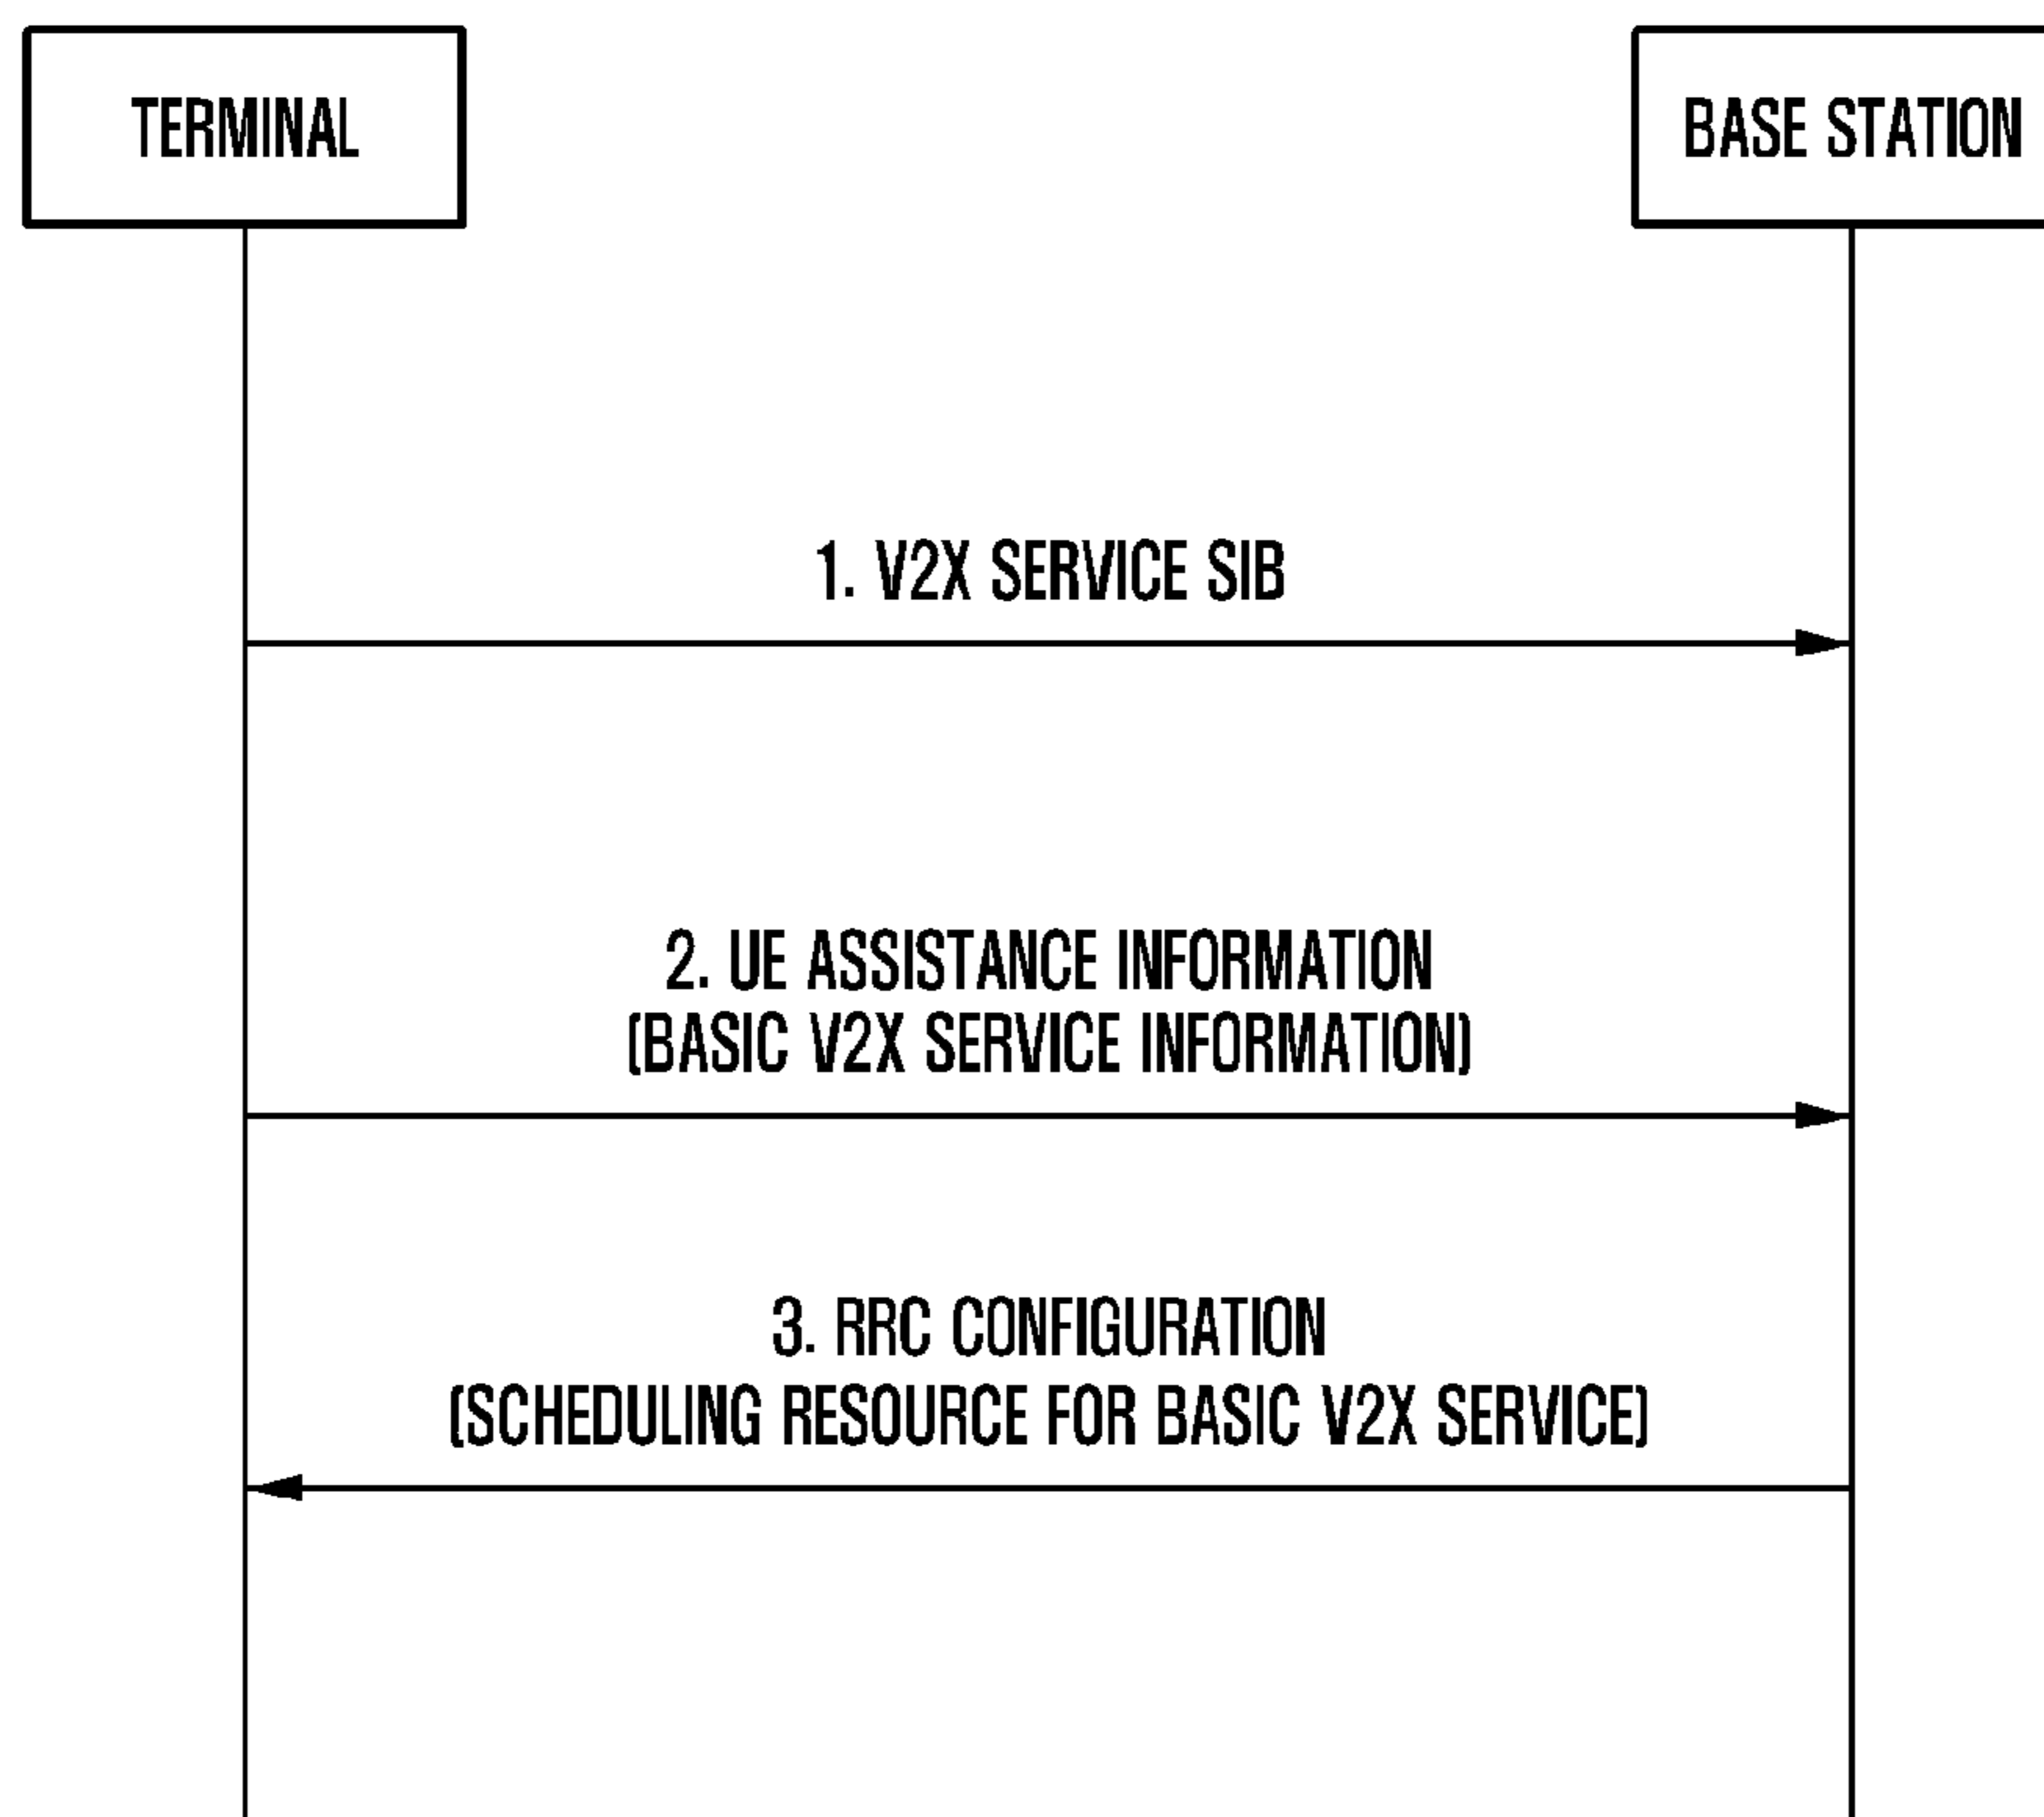 TERMINAL
BASE STATION
1. V2X SERVICE SIB
2. UE ASSISTANCE INFORMATION
(BASIC V2X SERVICE INFORMATION)
3. RRC CONFIGURATION
(SCHEDULING RESOURCE FOR BASIC V2X SERVICE)